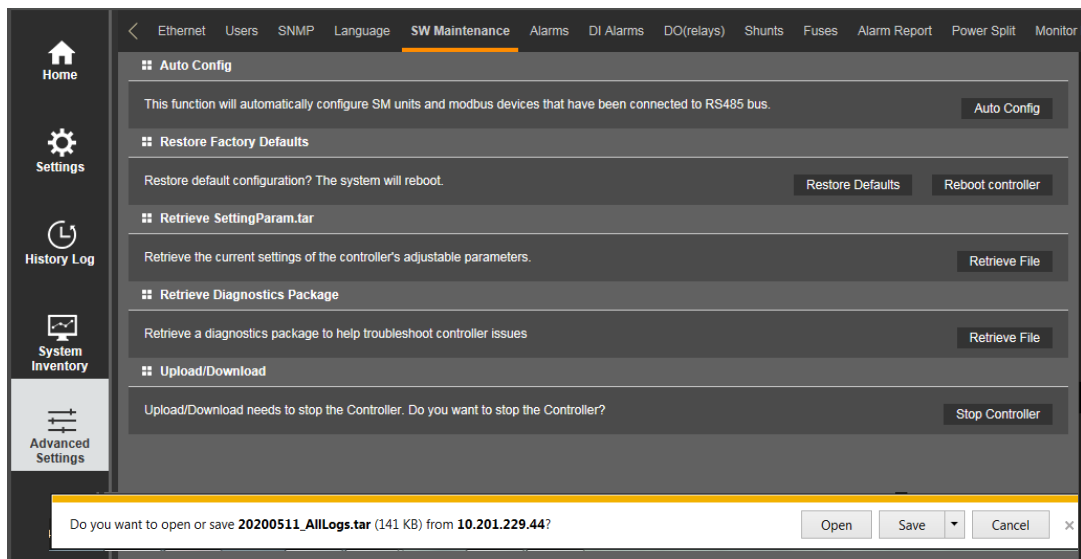 Ethernet Users SNMP Language SW Maintenance Alarms DI Alarms DO(relays) Shunts Fuses Alarm Report Power Split Monitor
Home
Settings
History Log
System
Inventory
Advanced
Settings
Auto Config
This function will automatically configure SM units and modbus devices that have been connected to RS485 bus.
Auto Config
Restore Factory Defaults
Restore default configuration? The system will reboot.
Restore Defaults Reboot controller
Retrieve SettingParam.tar
Retrieve the current settings of the controller's adjustable parameters.
Retrieve File
Retrieve Diagnostics Package
Retrieve a diagnostics package to help troubleshoot controller issues
Retrieve File
Upload/Download
Upload/Download needs to stop the Controller. Do you want to stop the Controller?
Stop Controller
Do you want to open or save 20200511_AllLogs.tar (141 KB) from 10.201.229.44?
Open Save Cancel ×